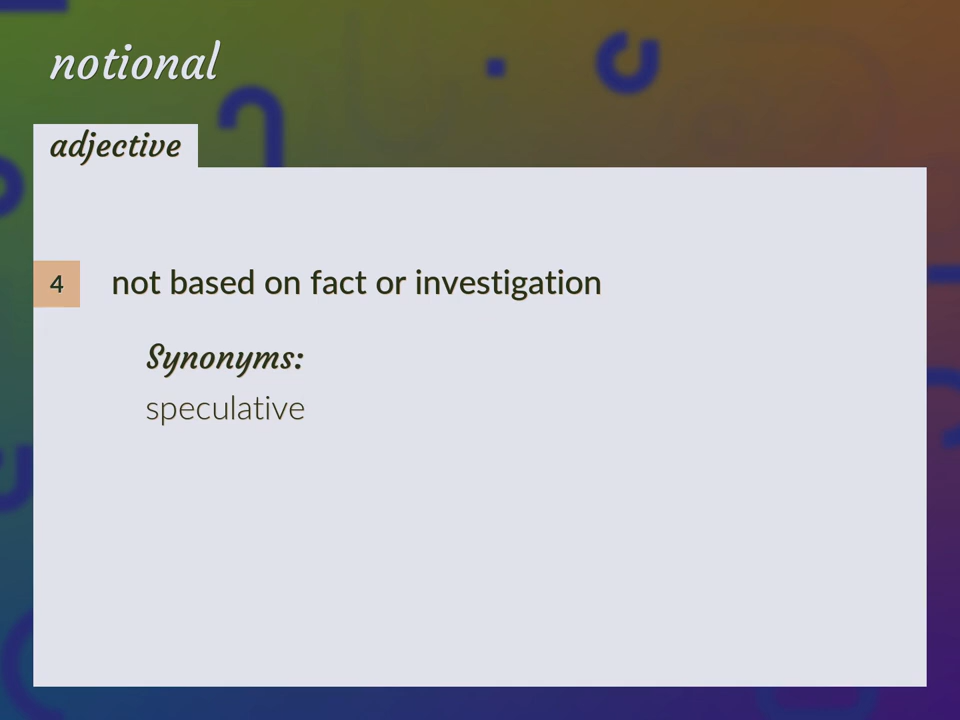 notional
adjective
4 not based on fact or investigation
Synonyms:
speculative